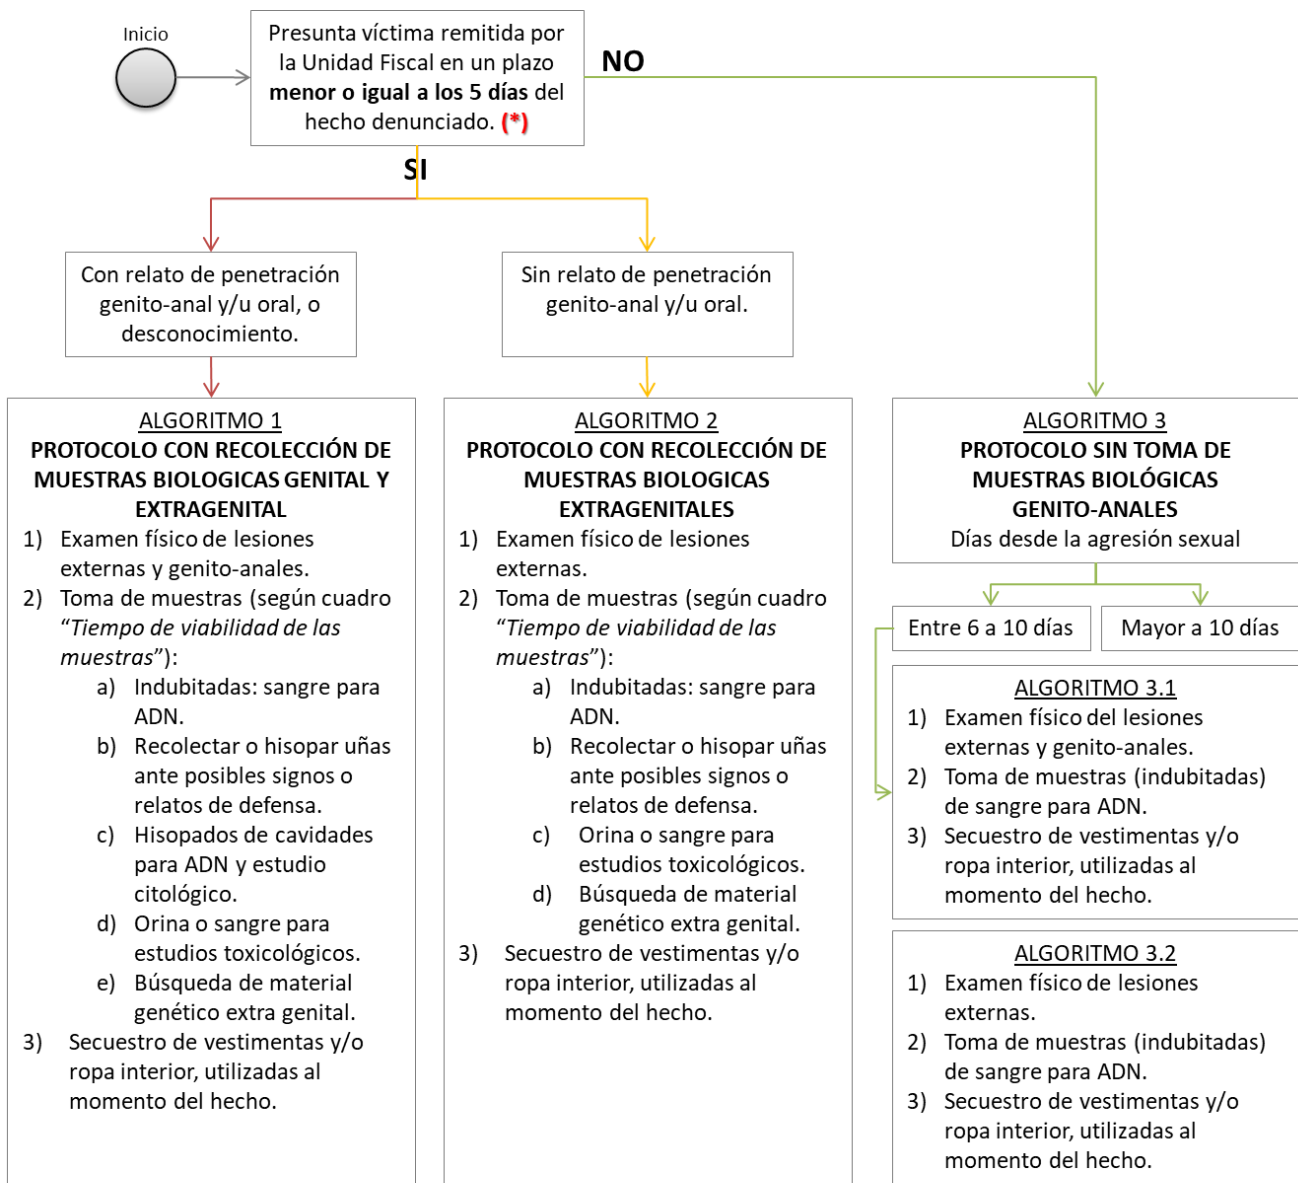 Inicio
Presunta víctima remitida por
la Unidad Fiscal en un plazo
menor o igual a los 5 días del
hecho denunciado. (*)
NO
SI
Con relato de penetración
genito-anal y/u oral, o
desconocimiento.
Sin relato de penetración
genito-anal y/u oral.
ALGORITMO 1
PROTOCOLO CON RECOLECCIÓN DE
MUESTRAS BIOLOGICAS GENITAL Y
EXTRAGENITAL
1) Examen físico de lesiones
externas y genito-anales.
2) Toma de muestras (según cuadro
“Tiempo de viabilidad de las
muestras”):
a) Indubitadas: sangre para
ADN.
b) Recolectar o hisopar uñas
ante posibles signos o
relatos de defensa.
c) Hisopados de cavidades
para ADN y estudio
citológico.
d) Orina o sangre para
estudios toxicológicos.
e) Búsqueda de material
genético extra genital.
3) Secuestro de vestimentas y/o
ropa interior, utilizadas al
momento del hecho.
ALGORITMO 2
PROTOCOLO CON RECOLECCIÓN DE
MUESTRAS BIOLOGICAS
EXTRAGENITALES
1) Examen físico de lesiones
externas.
2) Toma de muestras (según cuadro
“Tiempo de viabilidad de las
muestras”):
a) Indubitadas: sangre para
ADN.
b) Recolectar o hisopar uñas
ante posibles signos o
relatos de defensa.
c) Orina o sangre para
estudios toxicológicos.
d) Búsqueda de material
genético extra genital.
3) Secuestro de vestimentas y/o
ropa interior, utilizadas al
momento del hecho.
ALGORITMO 3
PROTOCOLO SIN TOMA DE
MUESTRAS BIOLÓGICAS
GENITO-ANALES
Días desde la agresión sexual
Entre 6 a 10 días
Mayor a 10 días
ALGORITMO 3.1
1) Examen físico del lesiones
externas y genito-anales.
2) Toma de muestras (indubitadas)
de sangre para ADN.
3) Secuestro de vestimentas y/o
ropa interior, utilizadas al
momento del hecho.
ALGORITMO 3.2
1) Examen físico de lesiones
externas.
2) Toma de muestras (indubitadas)
de sangre para ADN.
3) Secuestro de vestimentas y/o
ropa interior, utilizadas al
momento del hecho.